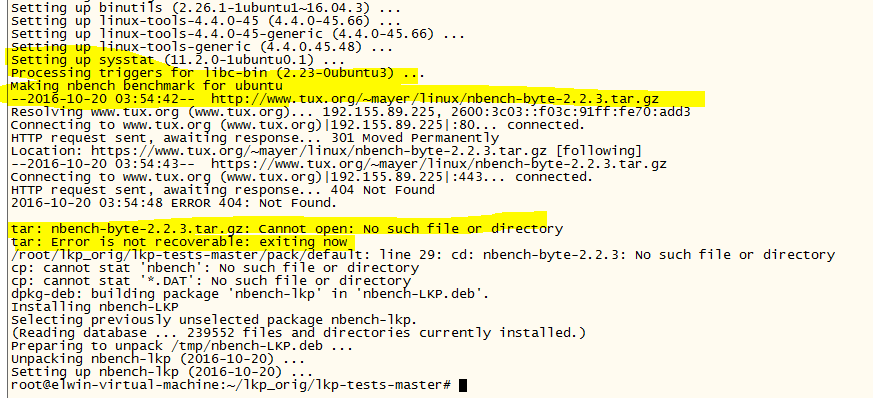 Setting up binutils (2.26.1-1ubuntu1~16.04.3) ...
Setting up linux-tools-4.4.0-45 (4.4.0-45.66) ...
Setting up linux-tools-4.4.0-45-generic (4.4.0-45.66) ...
Setting up linux-tools-generic (4.4.0.45.48) ...
Setting up sysstat (11.2.0-1ubuntu0.1) ...
Processing triggers for libc-bin (2.23-0ubuntu3) ...
Making nbench benchmark for ubuntu
--2016-10-20 03:54:42-- http://www.tux.org/~mayer/linux/nbench-byte-2.2.3.tar.gz
Resolving www.tux.org (www.tux.org)... 192.155.89.225, 2600:3c03::f03c:91ff:fe70:add3
Connecting to www.tux.org (www.tux.org)|192.155.89.225|:80... connected.
HTTP request sent, awaiting response... 301 Moved Permanently
Location: https://www.tux.org/~mayer/linux/nbench-byte-2.2.3.tar.gz [following]
--2016-10-20 03:54:43-- https://www.tux.org/~mayer/linux/nbench-byte-2.2.3.tar.gz
Connecting to www.tux.org (www.tux.org)|192.155.89.225|:443... connected.
HTTP request sent, awaiting response... 404 Not Found
2016-10-20 03:54:48 ERROR 404: Not Found.
tar: nbench-byte-2.2.3.tar.gz: Cannot open: No such file or directory
tar: Error is not recoverable: exiting now
/root/lkp_orig/lkp-tests-master/pack/default: line 29: cd: nbench-byte-2.2.3: No such file or directory
cp: cannot stat 'nbench': No such file or directory
cp: cannot stat '*.DAT': No such file or directory
dpkg-deb: building package 'nbench-lkp' in 'nbench-LKP.deb'.
Installing nbench-LKP
Selecting previously unselected package nbench-lkp.
(Reading database ... 239552 files and directories currently installed.)
Preparing to unpack /tmp/nbench-LKP.deb ...
Unpacking nbench-lkp (2016-10-20) ...
Setting up nbench-lkp (2016-10-20) ...
root@elwin-virtual-machine:~/lkp_orig/lkp-tests-master#